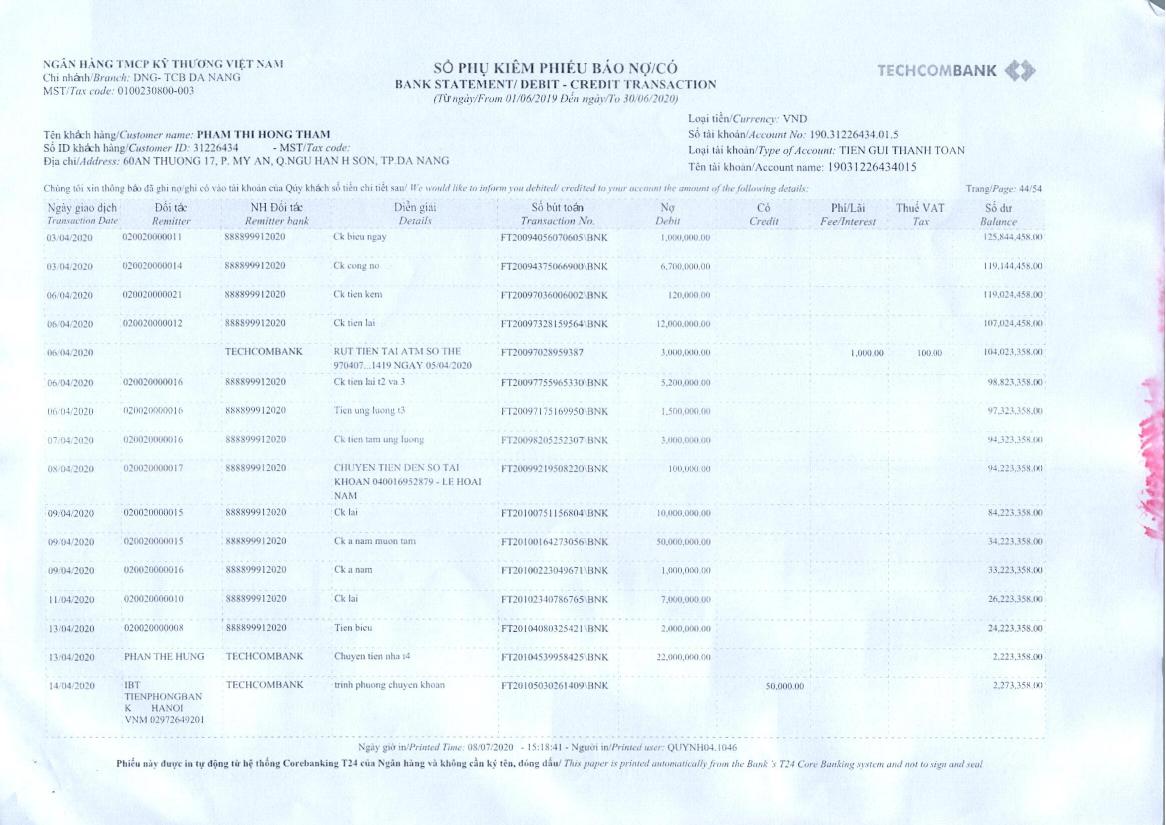 NGÂN HÀNG TMCP KỸ THƯƠNG VIỆT NAM
Chi nhánh/Branch: DNG- TCB DA NANG
MST/Tax code: 0100230800-003
SỔ PHỤ KIÊM PHIẾU BÁO NỢ/CÓ
BANK STATEMENT/ DEBIT - CREDIT TRANSACTION
(Từ ngày/From 01/06/2019 Đến ngày/To 30/06/2020)
TECHCOMBANK
Tên khách hàng/Customer name: PHAM THI HONG THAM
Số ID khách hàng/Customer ID: 31226434 - MST/Tax code:
Địa chỉ/Address: 60AN THUONG 17, P. MY AN, Q.NGU HAN H SON, TP.DA NANG
Loại tiền/Currency: VND
Số tài khoản/Account No: 190.31226434.01.5
Loại tài khoản/Type of Account: TIEN GUI THANH TOAN
Tên tài khoản/Account name: 19031226434015
Chúng tôi xin thông báo đã ghi nợ/ghi có vào tài khoản của Qúy khách số tiền chi tiết sau/ We would like to inform you debited/ credited to your account the amount of the following details:
Trang/Page: 44/54
Ngày giao dịch Đối tác NH Đối tác Diễn giải Số bút toán Nợ Có Phí/Lãi Thuế VAT Số dư
Transaction Date Remitter Remitter bank Details Transaction No. Debit Credit Fee/Interest Tax Balance
03/04/2020 020020000011 888899912020 Ck bieu ngay FT20094056070605\BNK 1,000,000.00 125,844,458.00
03/04/2020 020020000014 888899912020 Ck cong no FT20094375066900\BNK 6,700,000.00 119,144,458.00
06/04/2020 020020000021 888899912020 Ck tien kem FT20097036006002\BNK 120,000.00 119,024,458.00
06/04/2020 020020000012 888899912020 Ck tien lai FT20097328159564\BNK 12,000,000.00 107,024,458.00
06/04/2020 TECHCOMBANK RUT TIEN TAI ATM SO THE FT20097028959387 3,000,000.00 1,000.00 100.00 104,023,358.00
970407...1419 NGAY 05/04/2020
06/04/2020 020020000016 888899912020 Ck tien lai t2 va 3 FT20097755965330\BNK 5,200,000.00 98,823,358.00
06/04/2020 020020000016 888899912020 Tien ung luong t3 FT20097175169950\BNK 1,500,000.00 97,323,358.00
07/04/2020 020020000016 888899912020 Ck tien tam ung luong FT20098205252307\BNK 3,000,000.00 94,323,358.00
08/04/2020 020020000017 888899912020 CHUYEN TIEN DEN SO TAI FT20099219508220\BNK 100,000.00 94,223,358.00
KHOAN 040016952879 - LE HOAI
NAM
09/04/2020 020020000015 888899912020 Ck lai FT20100751156804\BNK 10,000,000.00 84,223,358.00
09/04/2020 020020000015 888899912020 Ck a nam muon tam FT20100164273056\BNK 50,000,000.00 34,223,358.00
09/04/2020 020020000016 888899912020 Ck a nam FT20100223049671\BNK 1,000,000.00 33,223,358.00
11/04/2020 020020000010 888899912020 Ck lai FT20102340786765\BNK 7,000,000.00 26,223,358.00
13/04/2020 020020000008 888899912020 Tien bieu FT20104080325421\BNK 2,000,000.00 24,223,358.00
13/04/2020 PHAN THE HUNG TECHCOMBANK Chuyen tien nha t4 FT20104539958425\BNK 22,000,000.00 2,223,358.00
14/04/2020 IBT TECHCOMBANK trinh phuong chuyen khoan FT20105030261409\BNK 50,000.00 2,273,358.00
TIENPHONGBAN
K HANOI
VNM 02972649201
Ngày giờ in/Printed Time: 08/07/2020 - 15:18:41 - Người in/Printed user: QUYNH04.1046
Phiếu này được in tự động từ hệ thống Corebanking T24 của Ngân hàng và không cần ký tên, đóng dấu/ This paper is printed automatically from the Bank 's T24 Core Banking system and not to sign and seal